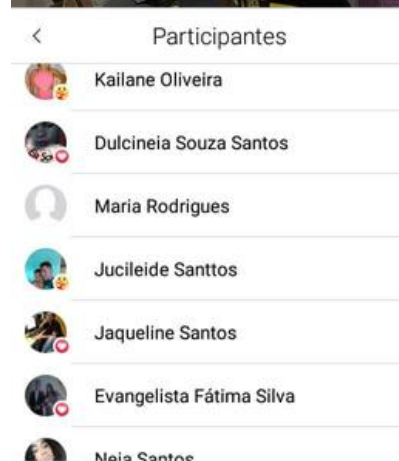 Participantes
Kailane Oliveira
Dulcineia Souza Santos
Maria Rodrigues
Jucileide Santtos
Jaqueline Santos
Evangelista Fátima Silva
Neia Santos